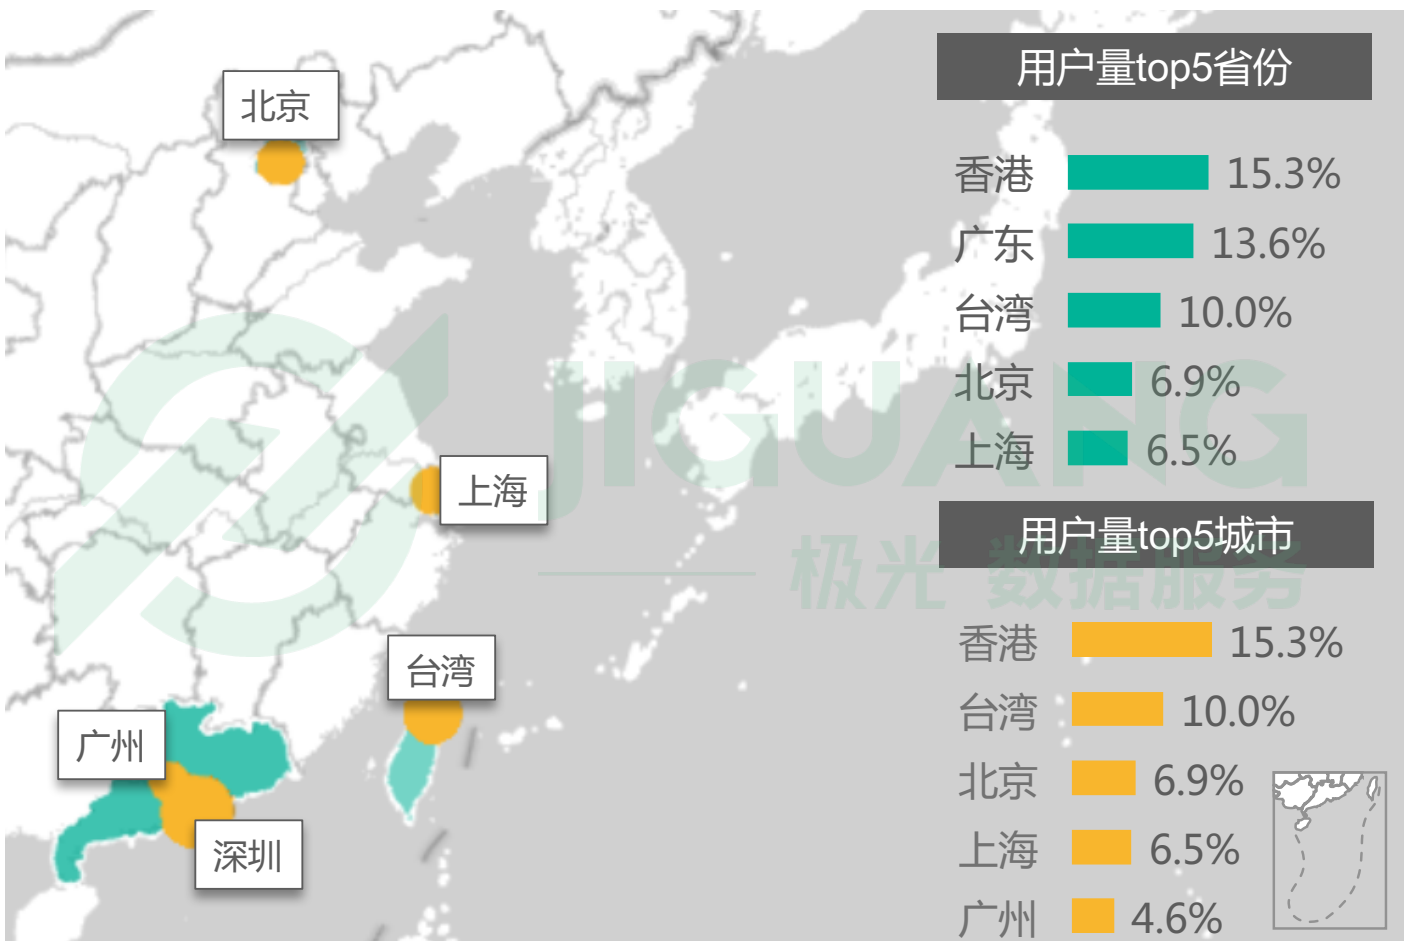 北京
上海
台湾
广州
深圳
用户量top5省份
香港 15.3%
广东 13.6%
台湾 10.0%
北京 6.9%
上海 6.5%
用户量top5城市
香港 15.3%
台湾 10.0%
北京 6.9%
上海 6.5%
广州 4.6%
JIGUANG
极光 数据服务